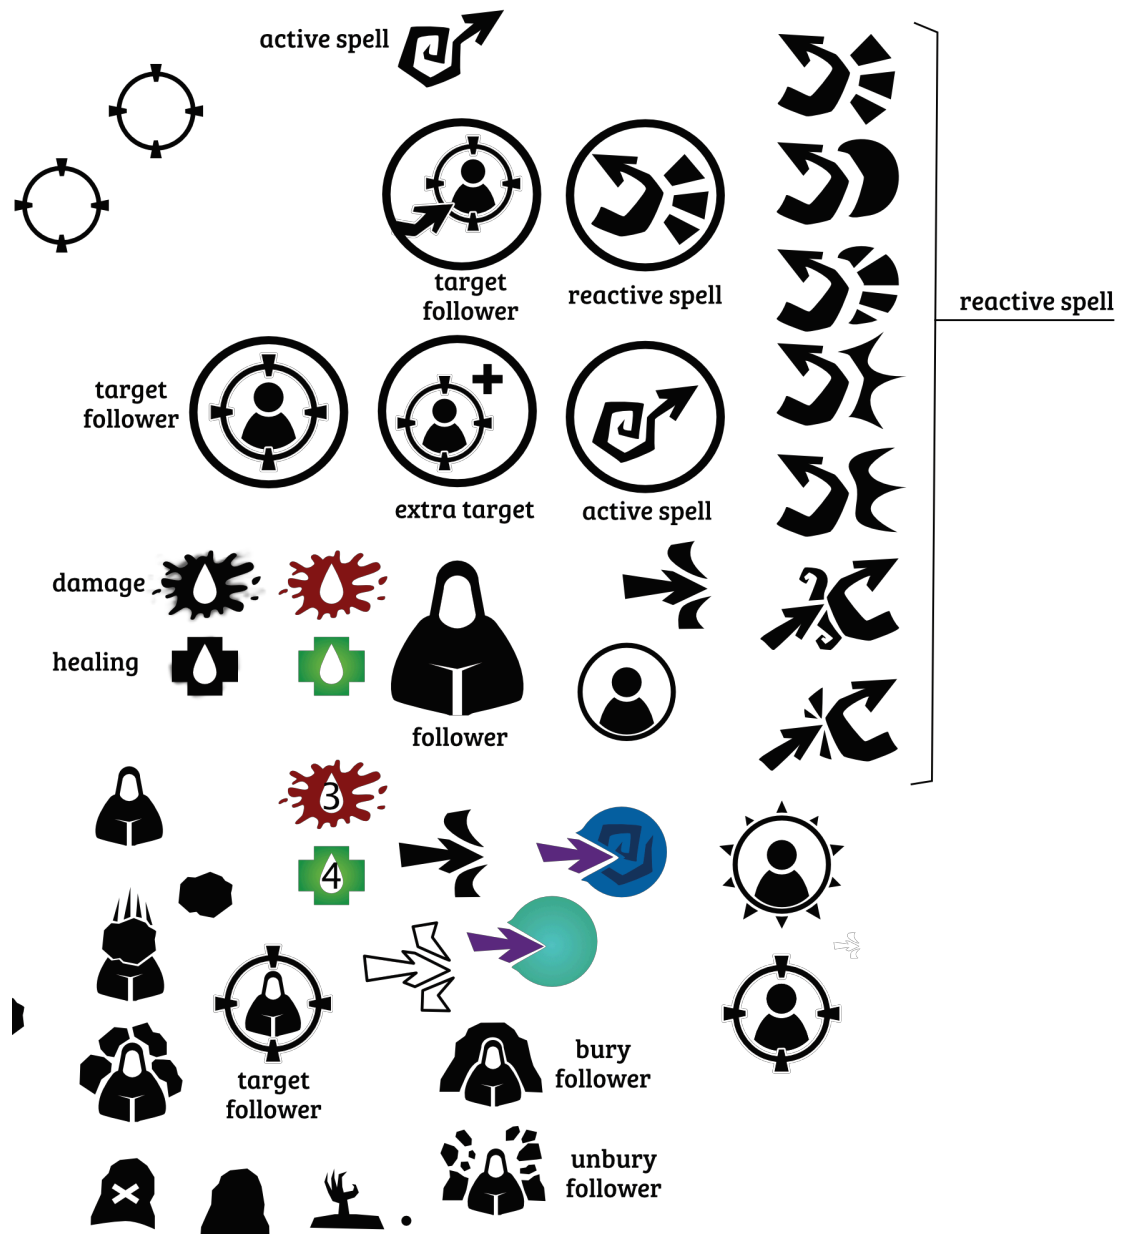 active spell
target
follower
reactive spell
reactive spell
target
follower
extra target
active spell
damage
healing
follower
3
4
target
follower
bury
follower
unbury
follower